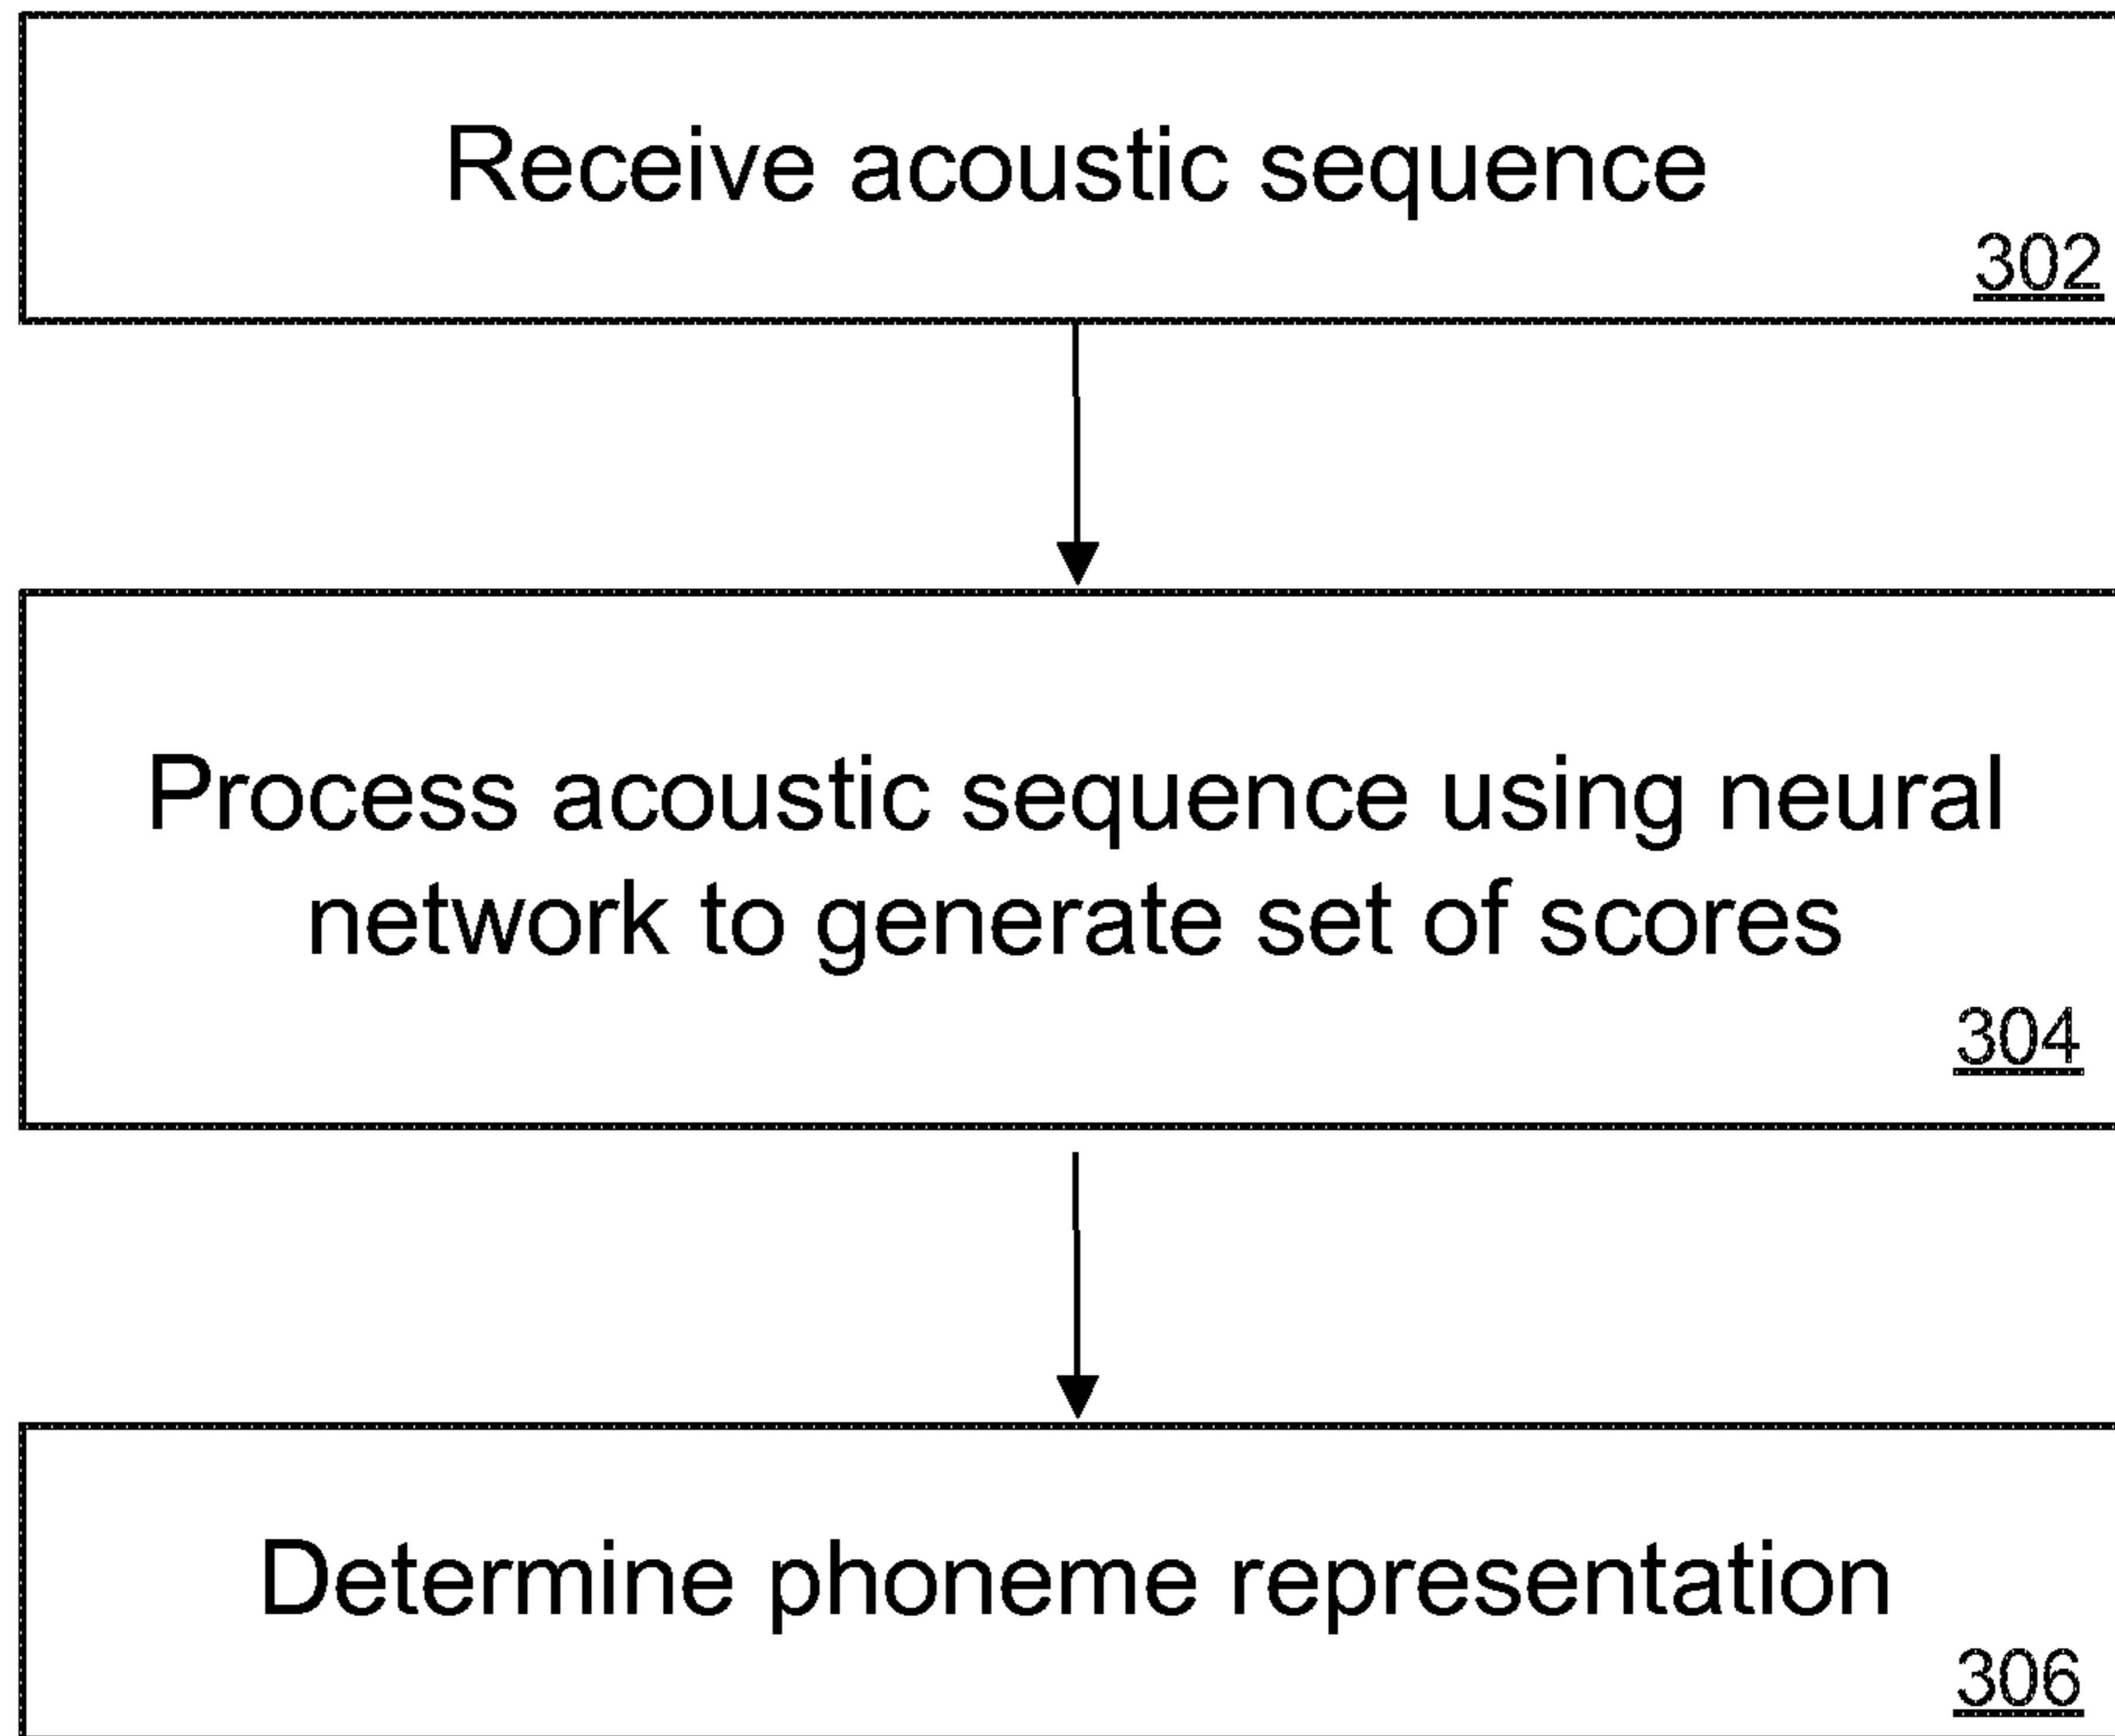 Receive acoustic sequence
302
Process acoustic sequence using neural
network to generate set of scores
304
Determine phoneme representation
306